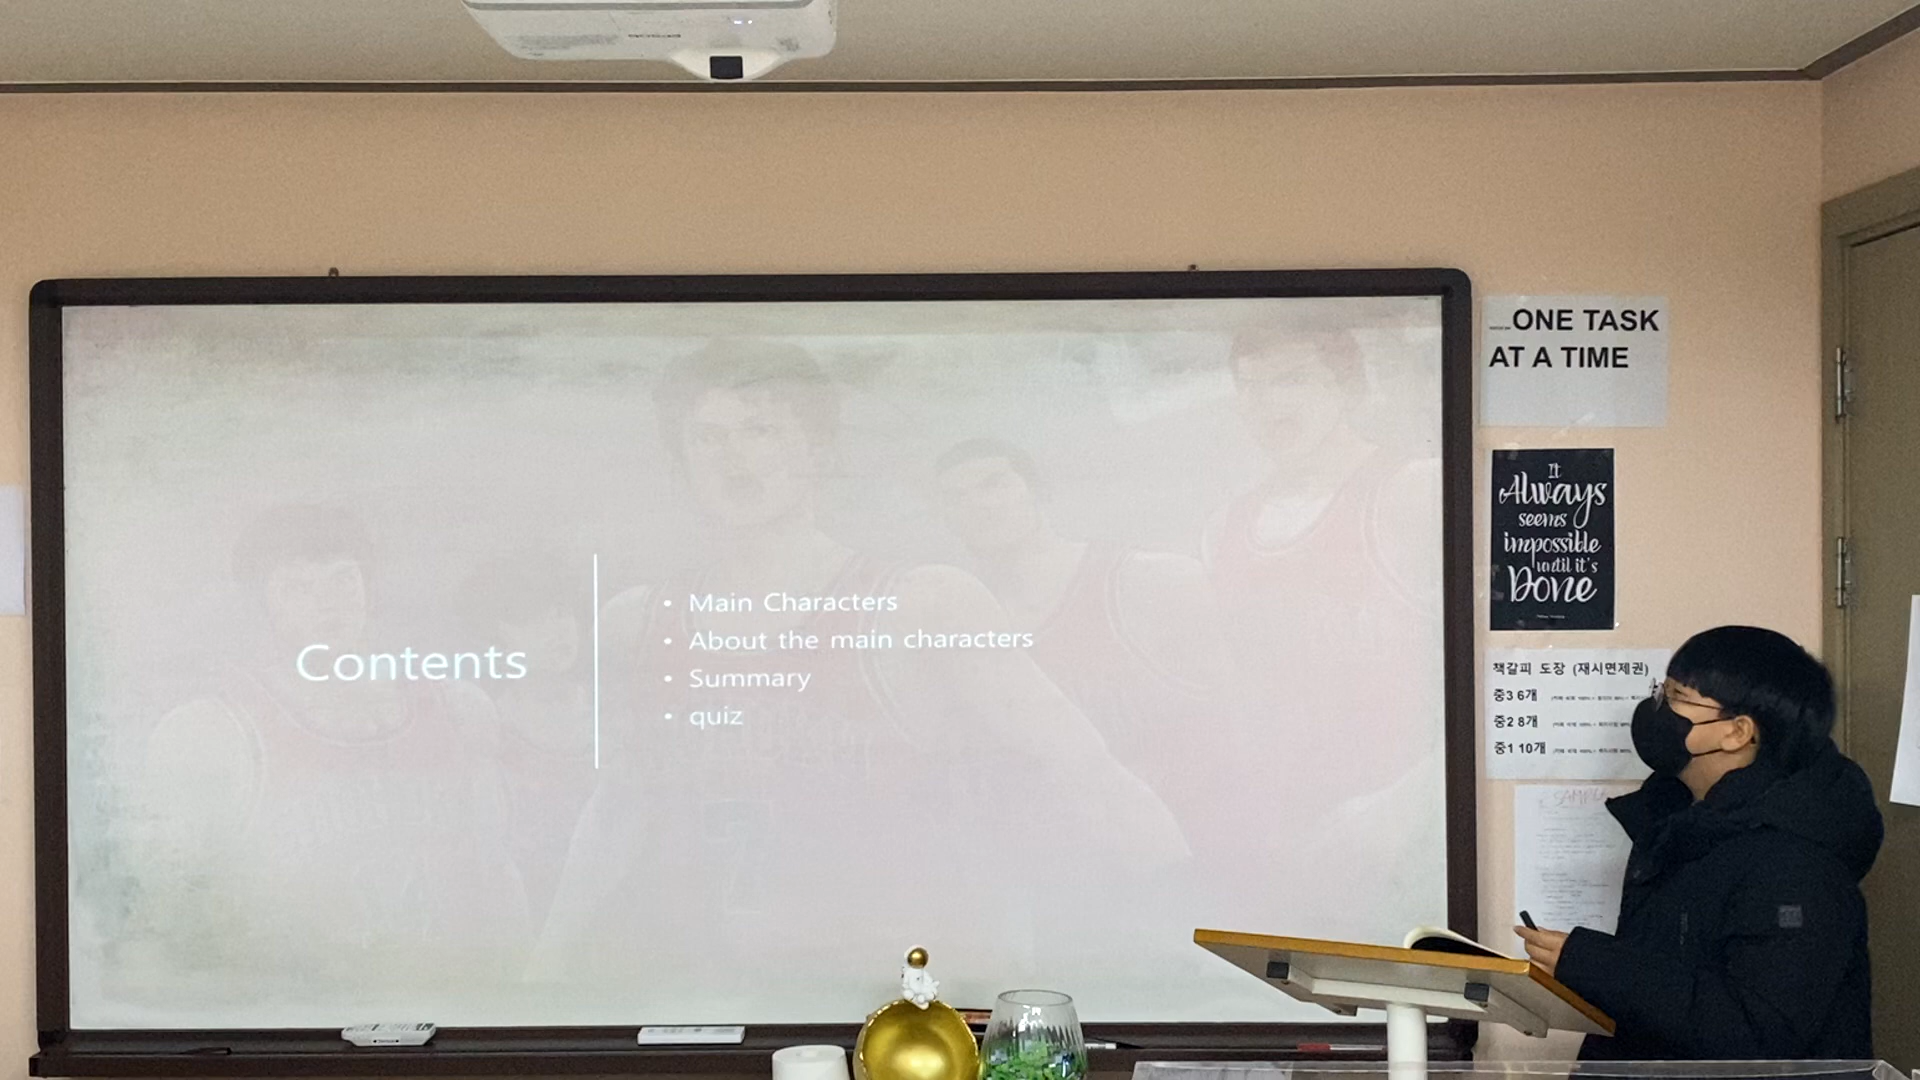 Contents
• Main Characters
• About the main characters
• Summary
• quiz
ONE TASK
AT A TIME
It
Always
seems
impossible
until it's
Done
책갈피 도장 (재시면제권)
중3 6개
중2 8개
중1 10개
SAMPLE